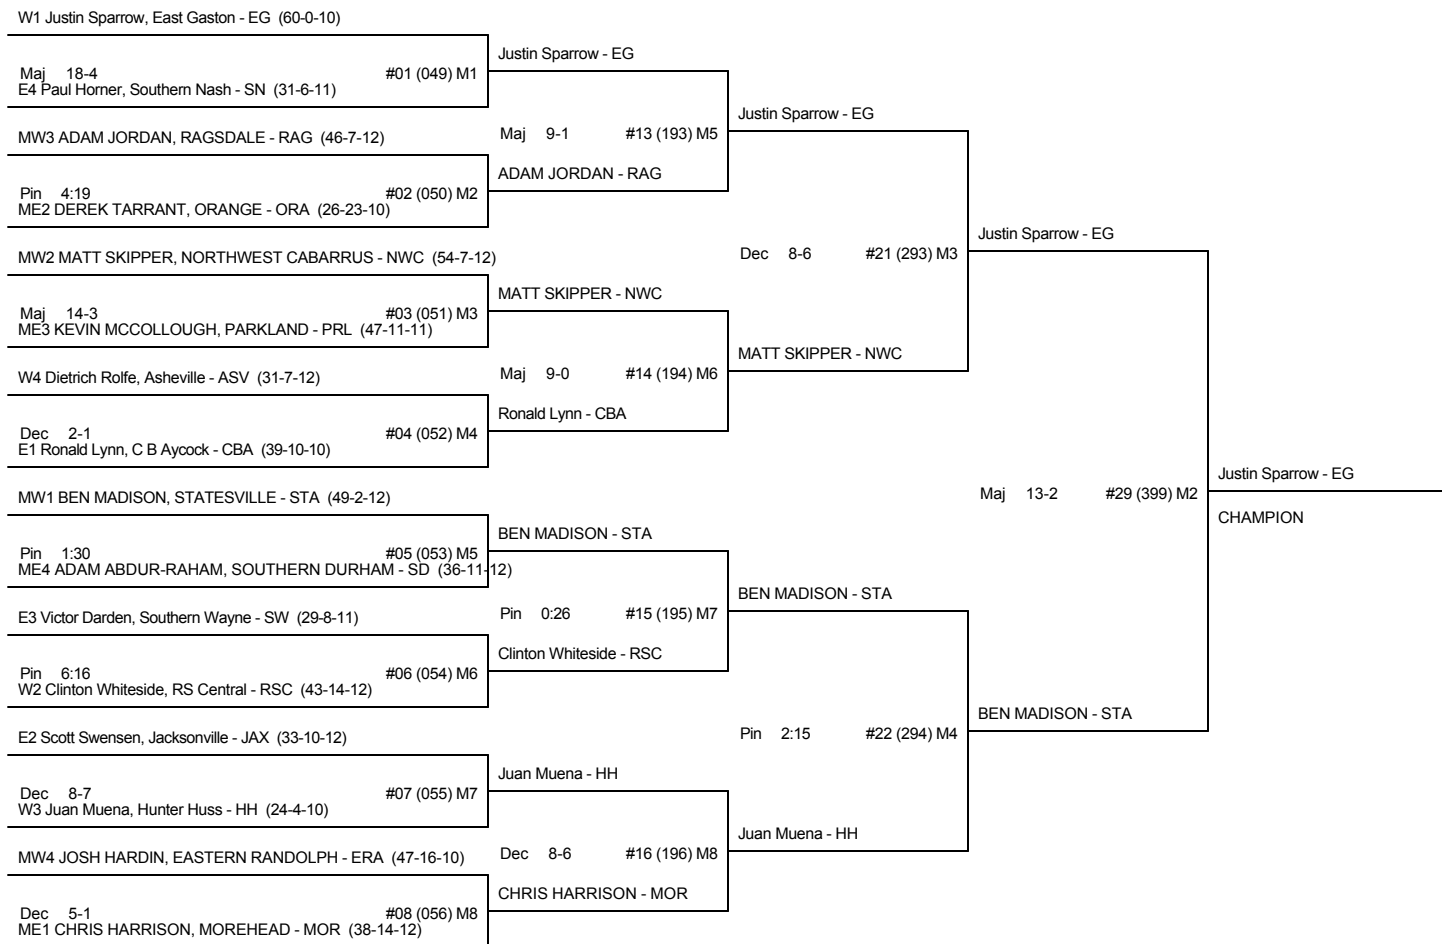 W1 Justin Sparrow, East Gaston - EG (60-0-10)
Justin Sparrow - EG
Maj 18-4 #01 (049) M1
E4 Paul Horner, Southern Nash - SN (31-6-11)
Justin Sparrow - EG
MW3 ADAM JORDAN, RAGSDALE - RAG (46-7-12)
Maj 9-1 #13 (193) M5
ADAM JORDAN - RAG
Pin 4:19 #02 (050) M2
ME2 DEREK TARRANT, ORANGE - ORA (26-23-10)
Justin Sparrow - EG
MW2 MATT SKIPPER, NORTHWEST CABARRUS - NWC (54-7-12)
Dec 8-6 #21 (293) M3
MATT SKIPPER - NWC
Maj 14-3 #03 (051) M3
ME3 KEVIN MCCOLLOUGH, PARKLAND - PRL (47-11-11)
MATT SKIPPER - NWC
W4 Dietrich Rolfe, Asheville - ASV (31-7-12)
Maj 9-0 #14 (194) M6
Ronald Lynn - CBA
Dec 2-1 #04 (052) M4
E1 Ronald Lynn, C B Aycock - CBA (39-10-10)
Justin Sparrow - EG
MW1 BEN MADISON, STATESVILLE - STA (49-2-12)
Maj 13-2 #29 (399) M2
CHAMPION
BEN MADISON - STA
Pin 1:30 #05 (053) M5
ME4 ADAM ABDUR-RAHAM, SOUTHERN DURHAM - SD (36-11-12)
BEN MADISON - STA
E3 Victor Darden, Southern Wayne - SW (29-8-11)
Pin 0:26 #15 (195) M7
Clinton Whiteside - RSC
Pin 6:16 #06 (054) M6
W2 Clinton Whiteside, RS Central - RSC (43-14-12)
BEN MADISON - STA
E2 Scott Swensen, Jacksonville - JAX (33-10-12)
Pin 2:15 #22 (294) M4
Juan Muena - HH
Dec 8-7 #07 (055) M7
W3 Juan Muena, Hunter Huss - HH (24-4-10)
Juan Muena - HH
MW4 JOSH HARDIN, EASTERN RANDOLPH - ERA (47-16-10)
Dec 8-6 #16 (196) M8
CHRIS HARRISON - MOR
Dec 5-1 #08 (056) M8
ME1 CHRIS HARRISON, MOREHEAD - MOR (38-14-12)